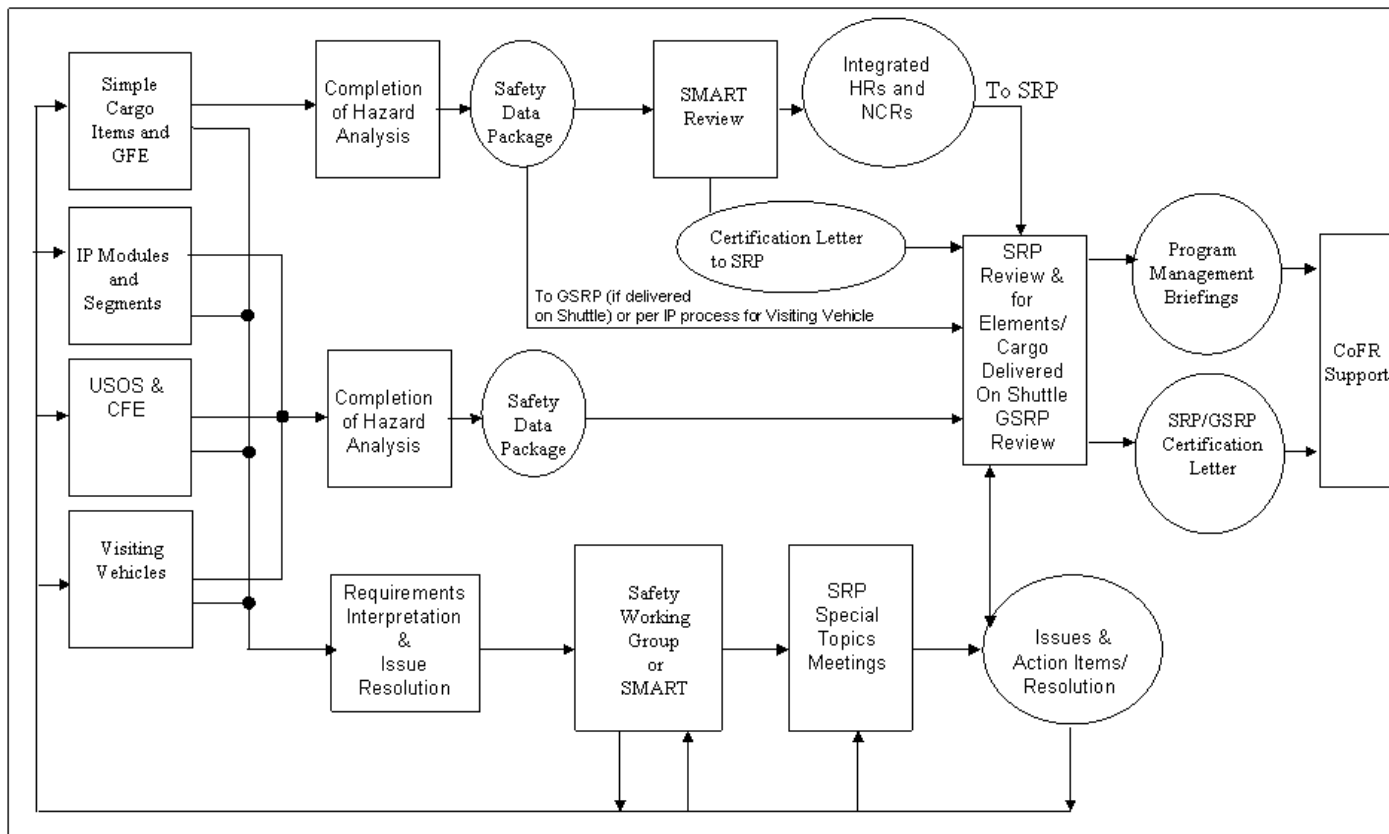 Simple
Cargo
Items and
GFE
Completion
of Hazard
Analysis
Safety
Data
Package
SMART
Review
Integrated
HRs and
NCRs
To SRP
IP Modules
and
Segments
Certification Letter
to SRP
To GSRP (if delivered
on Shuttle) or per IP process for Visiting Vehicle
SRP
Review &
for
Elements/
Cargo
Delivered
On Shuttle
GSRP
Review
Program
Management
Briefings
CoFR
Support
USOS &
CFE
Completion
of Hazard
Analysis
Safety
Data
Package
SRP/GSRP
Certification
Letter
Visiting
Vehicles
Requirements
Interpretation
&
Issue
Resolution
Safety
Working
Group
or
SMART
SRP
Special
Topics
Meetings
Issues &
Action Items/
Resolution